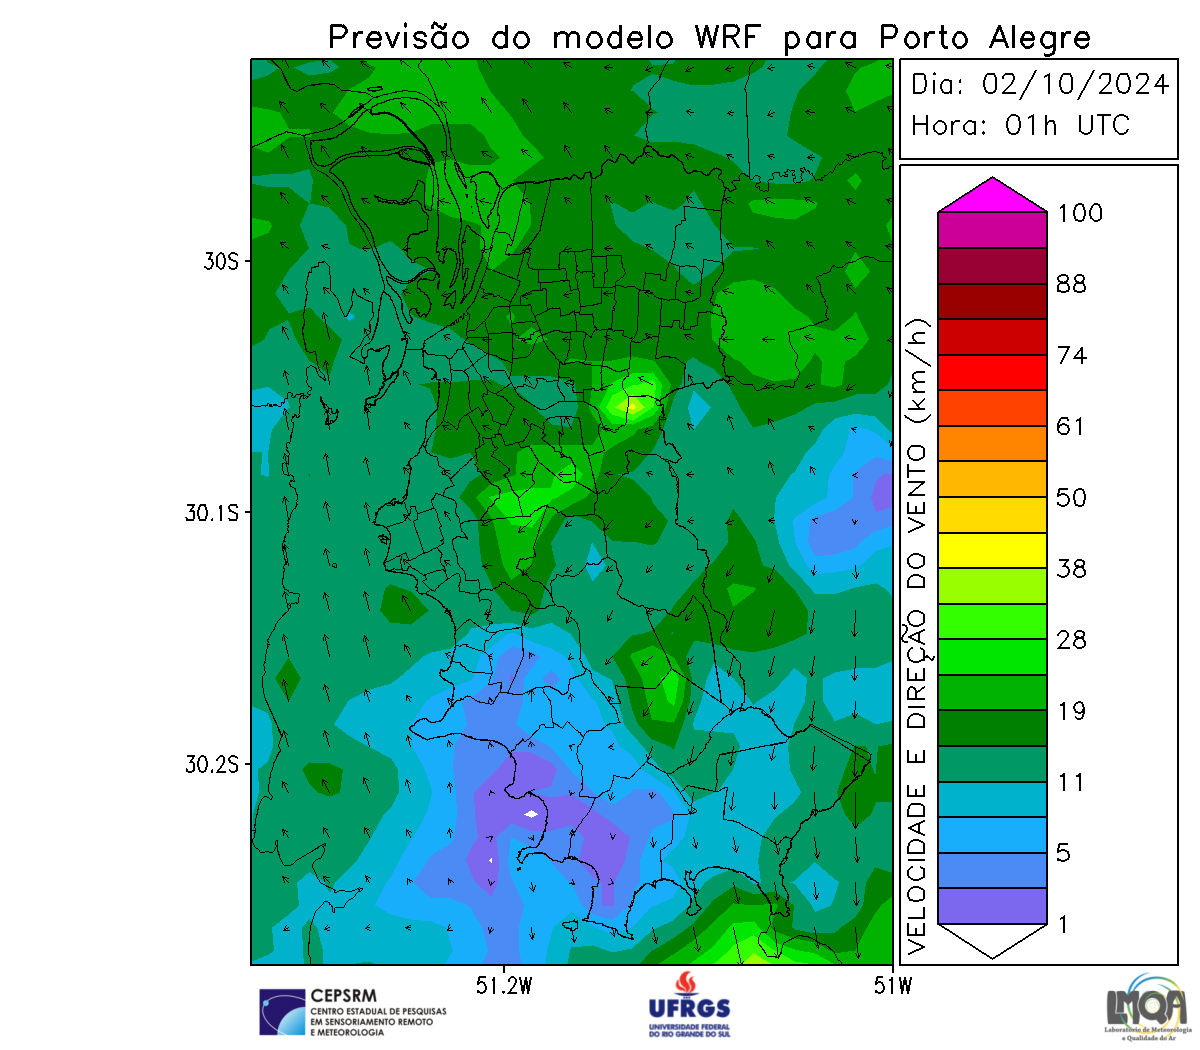 Previsão do modelo WRF para Porto Alegre
Dia: 02/10/2024
Hora: 01h UTC
30S
30.1S
30.2S
51.2W
51W
VELOCIDADE E DIREÇÃO DO VENTO (km/h)
100
88
74
61
50
38
28
19
11
5
1
CEPSRM
CENTRO ESTADUAL DE PESQUISAS
EM SENSORIAMENTO REMOTO
E METEOROLOGIA
UFRGS
UNIVERSIDADE FEDERAL
DO RIO GRANDE DO SUL
LMQA
Laboratório de Meteorologia
e Qualidade do Ar